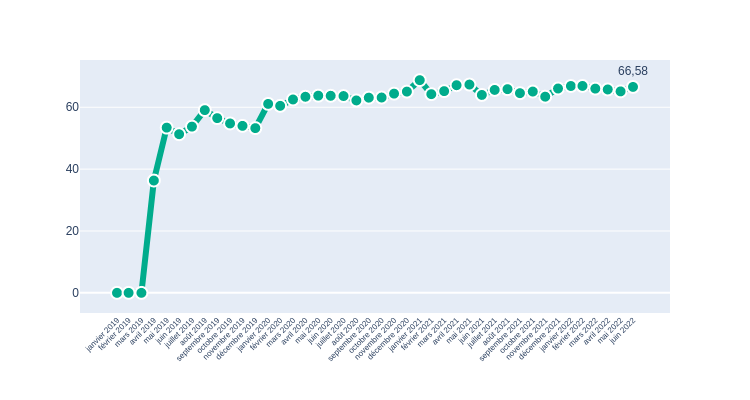 66,58
60
40
20
0
janvier 2019
février 2019
mars 2019
avril 2019
mai 2019
juin 2019
juillet 2019
août 2019
septembre 2019
octobre 2019
novembre 2019
décembre 2019
janvier 2020
février 2020
mars 2020
avril 2020
mai 2020
juin 2020
juillet 2020
août 2020
septembre 2020
octobre 2020
novembre 2020
décembre 2020
janvier 2021
février 2021
mars 2021
avril 2021
mai 2021
juin 2021
juillet 2021
août 2021
septembre 2021
octobre 2021
novembre 2021
décembre 2021
janvier 2022
février 2022
mars 2022
avril 2022
mai 2022
juin 2022